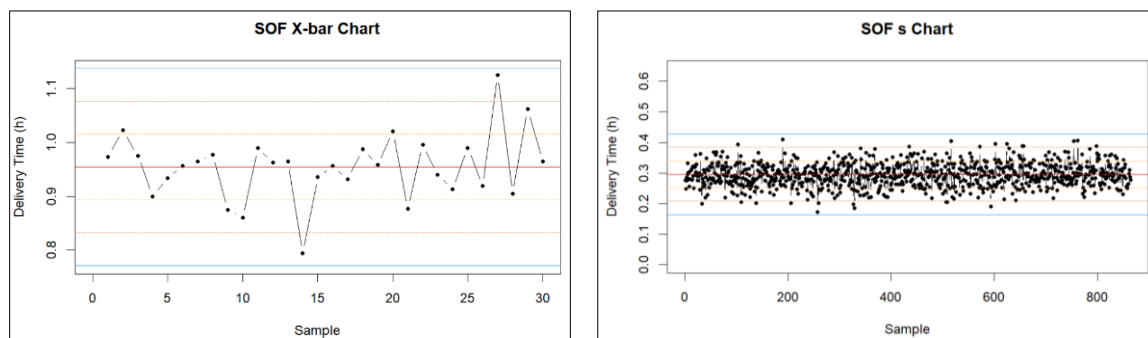 SOF X-bar Chart
Delivery Time (h)
1.1
1.0
0.9
0.8
0 5 10 15 20 25 30
Sample
SOF s Chart
Delivery Time (h)
0.6
0.5
0.4
0.3
0.2
0.1
0.0
0 200 400 600 800
Sample